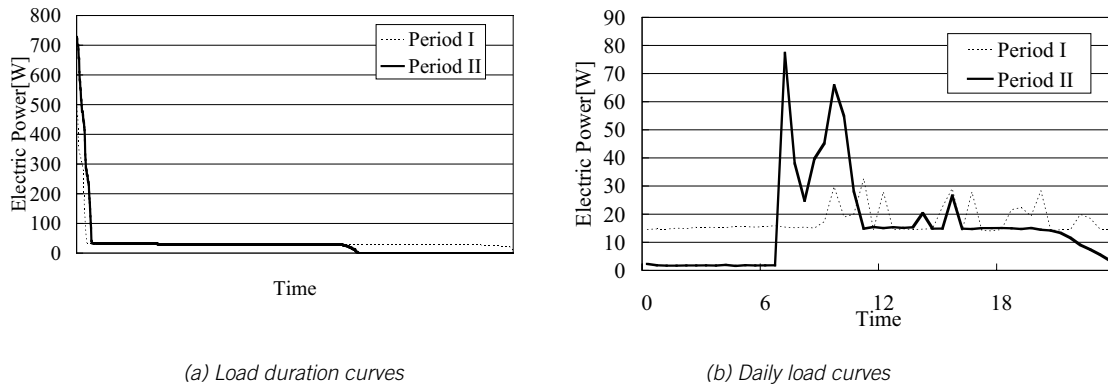 800
700
600
500
400
300
200
100
0
Electric Power[W]
Period I
Period II
Time
(a) Load duration curves
90
80
70
60
50
40
30
20
10
0
Electric Power[W]
Period I
Period II
0 6 12 18
Time
(b) Daily load curves